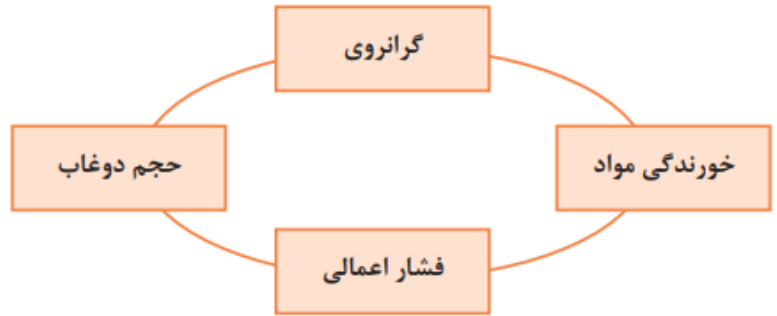 گرانروی
خورندگی مواد
حجم دوغاب
فشار اعمالی